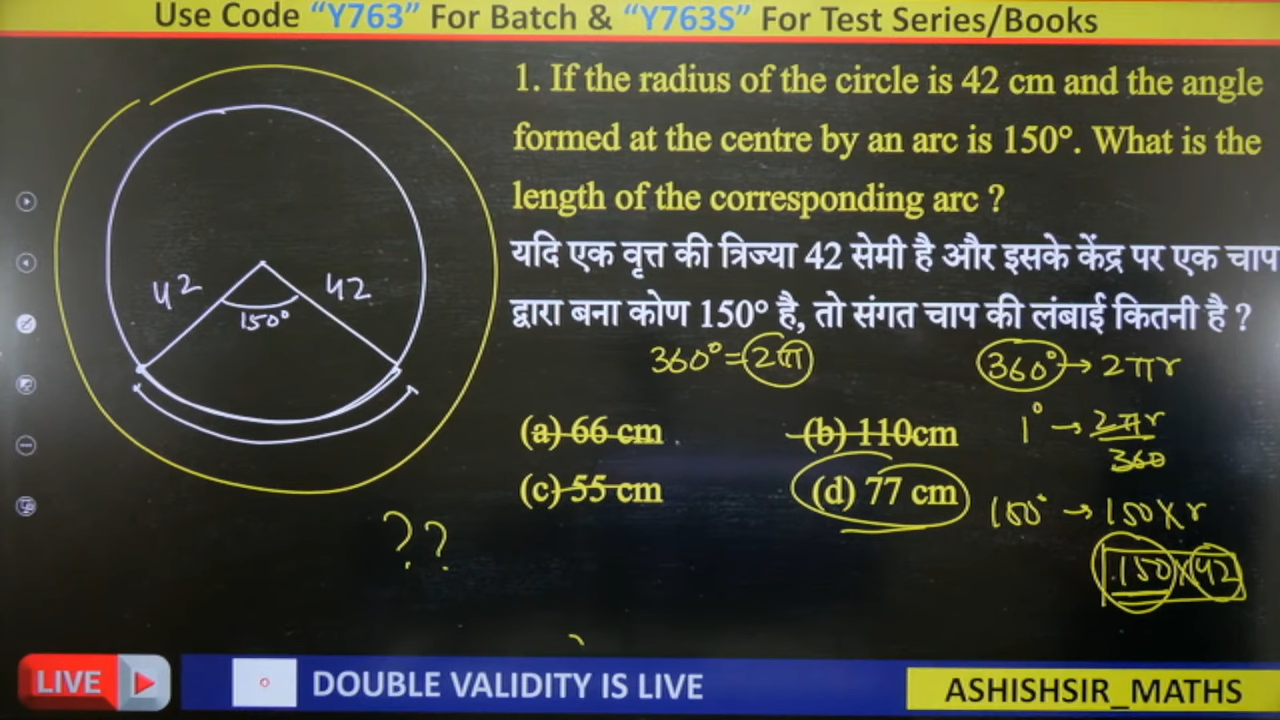 Use Code “Y763” For Batch & “Y763S” For Test Series/Books
1. If the radius of the circle is 42 cm and the angle
formed at the centre by an arc is 150°. What is the
length of the corresponding arc ?
यदि एक वृत्त की त्रिज्या 42 सेमी है और इसके केंद्र पर एक चाप
द्वारा बना कोण 150° है, तो संगत चाप की लंबाई कितनी है ?
42 42
150°
360° = 2π
360° → 2πr
(a) 66 cm (b) 110cm
1° → 2πr
360
(c) 55 cm (d) 77 cm
150° → 150×r
150×42
??
LIVE DOUBLE VALIDITY IS LIVE ASHISHSIR_MATHS